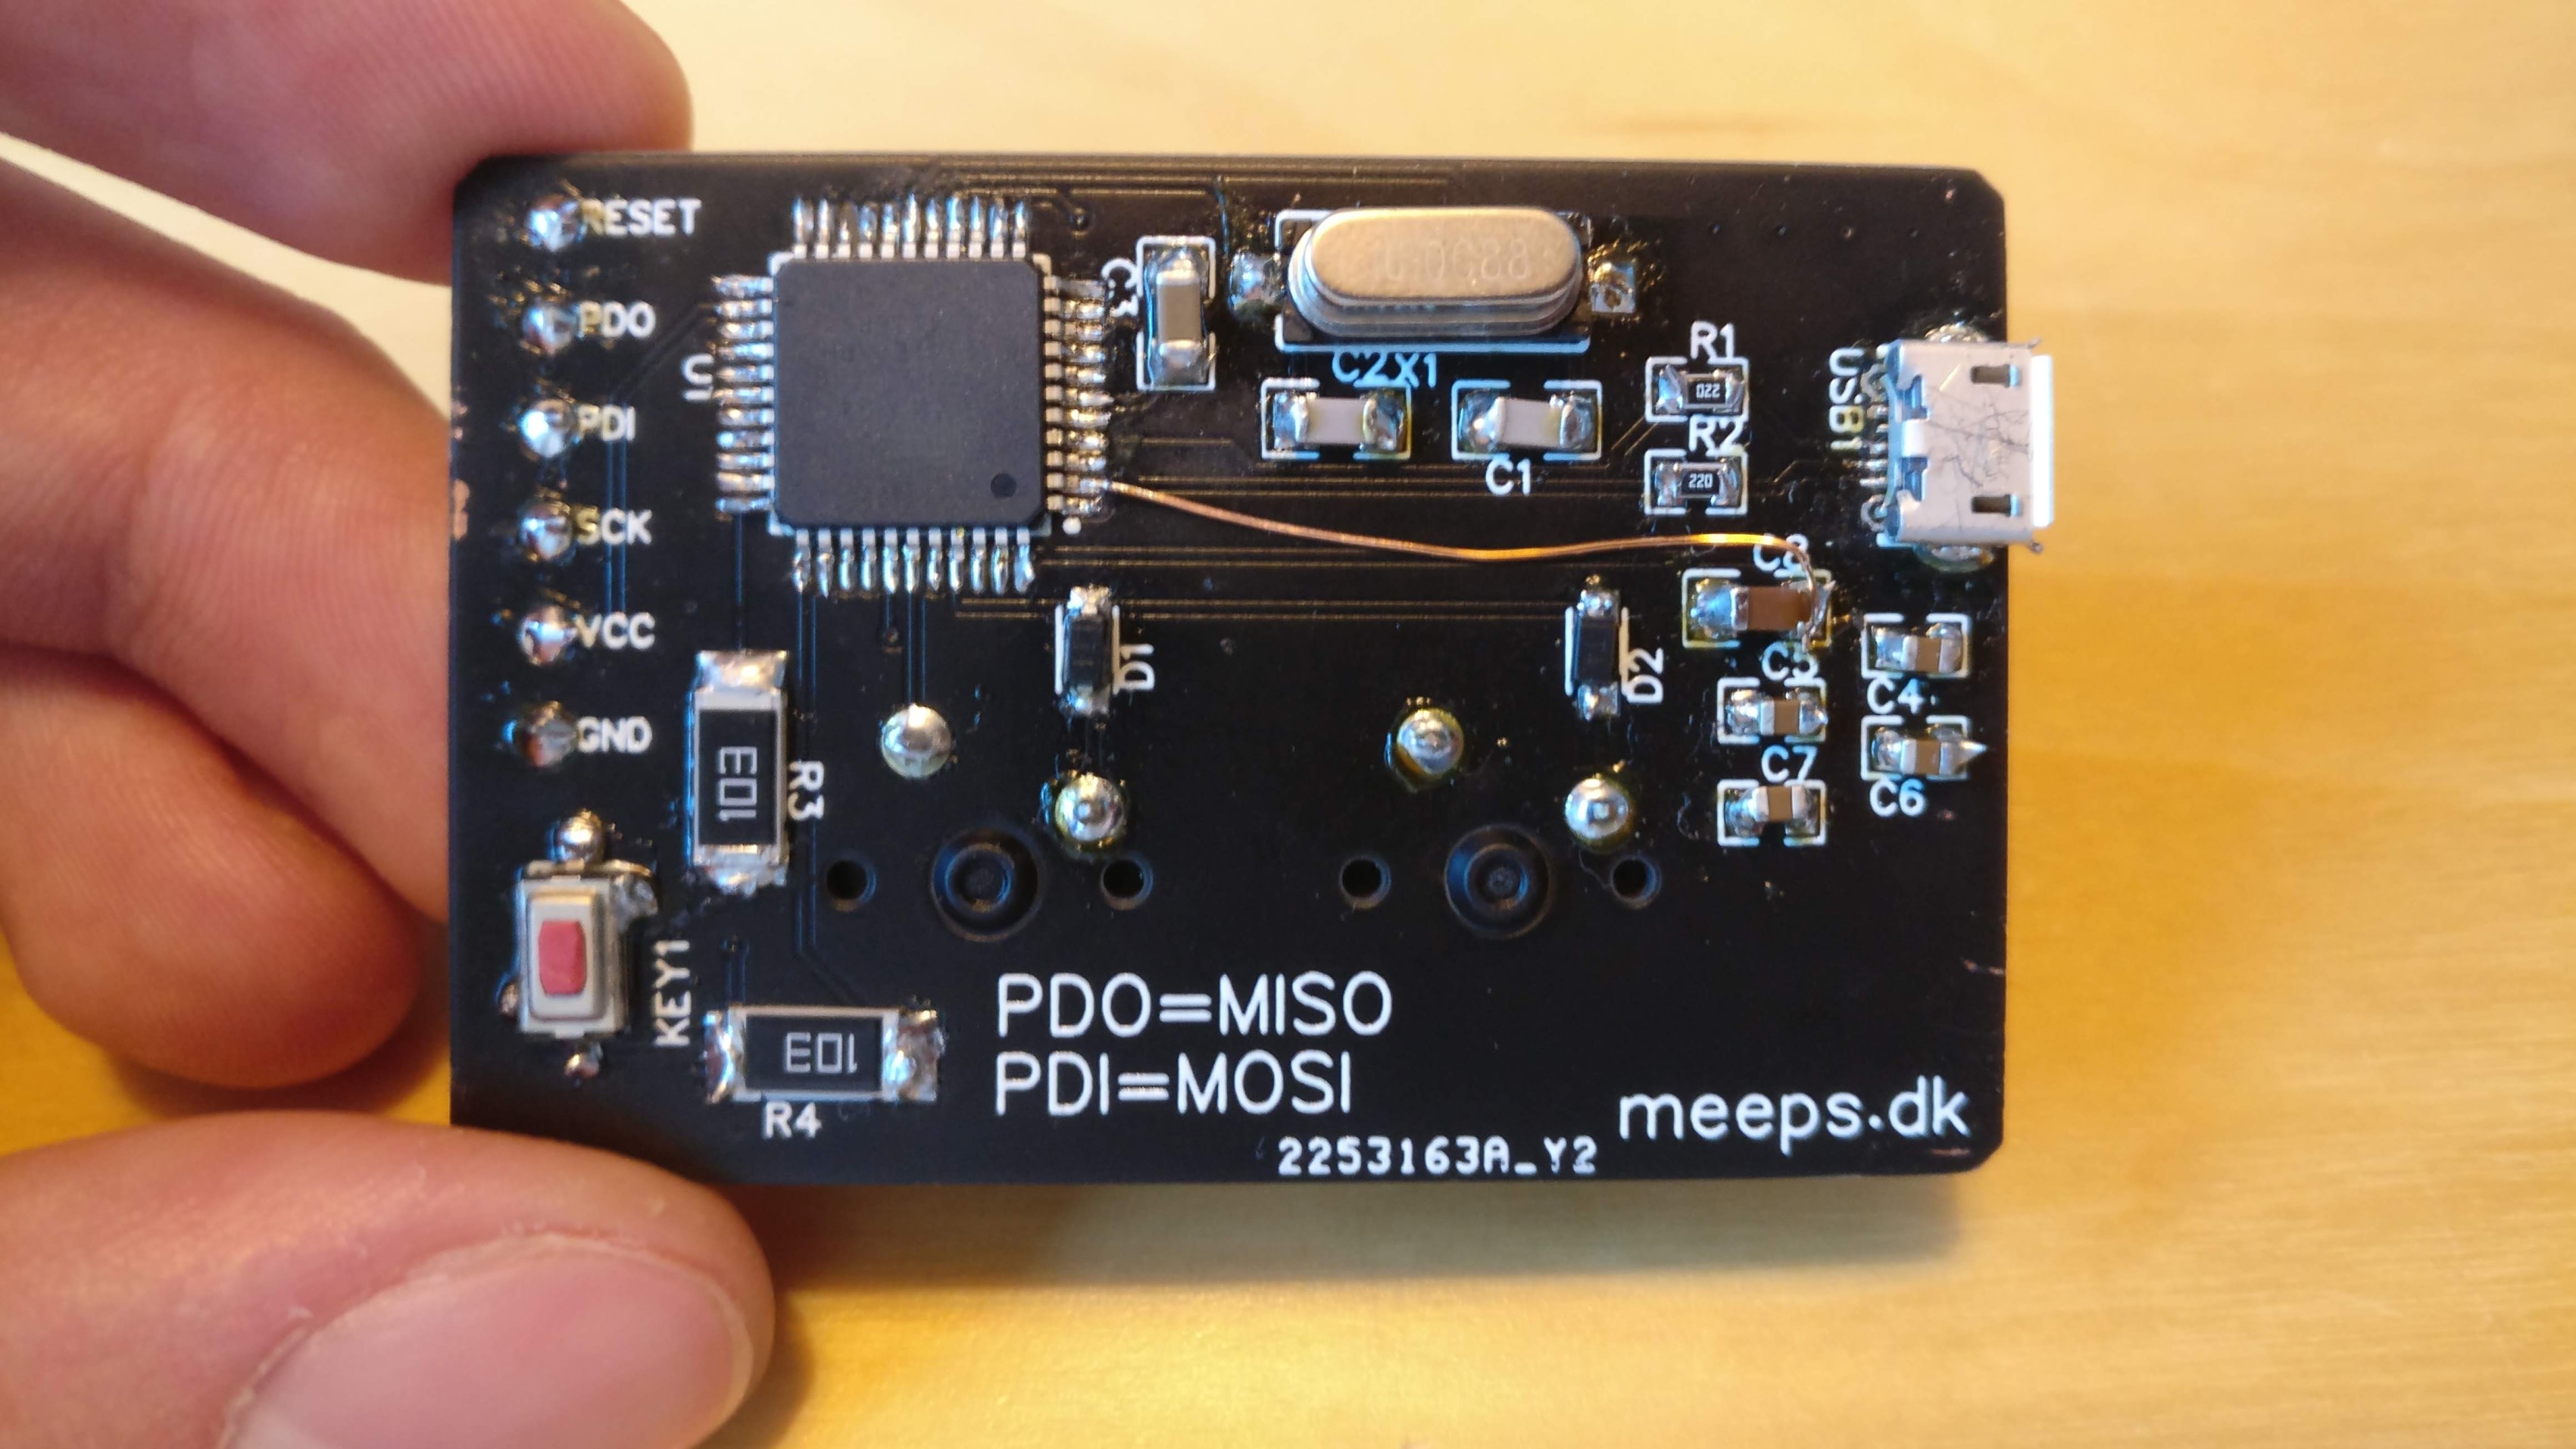 RESET
PDO
PDI
SCK
VCC
GND
U1
C3
C2 X1
C1
R1
022
R2
220
USB1
C8
C5
C4
C7
C6
D1
D2
R3
103
KEY1
103
R4
PDO=MISO
PDI=MOSI
meeps.dk
2253163A_Y2